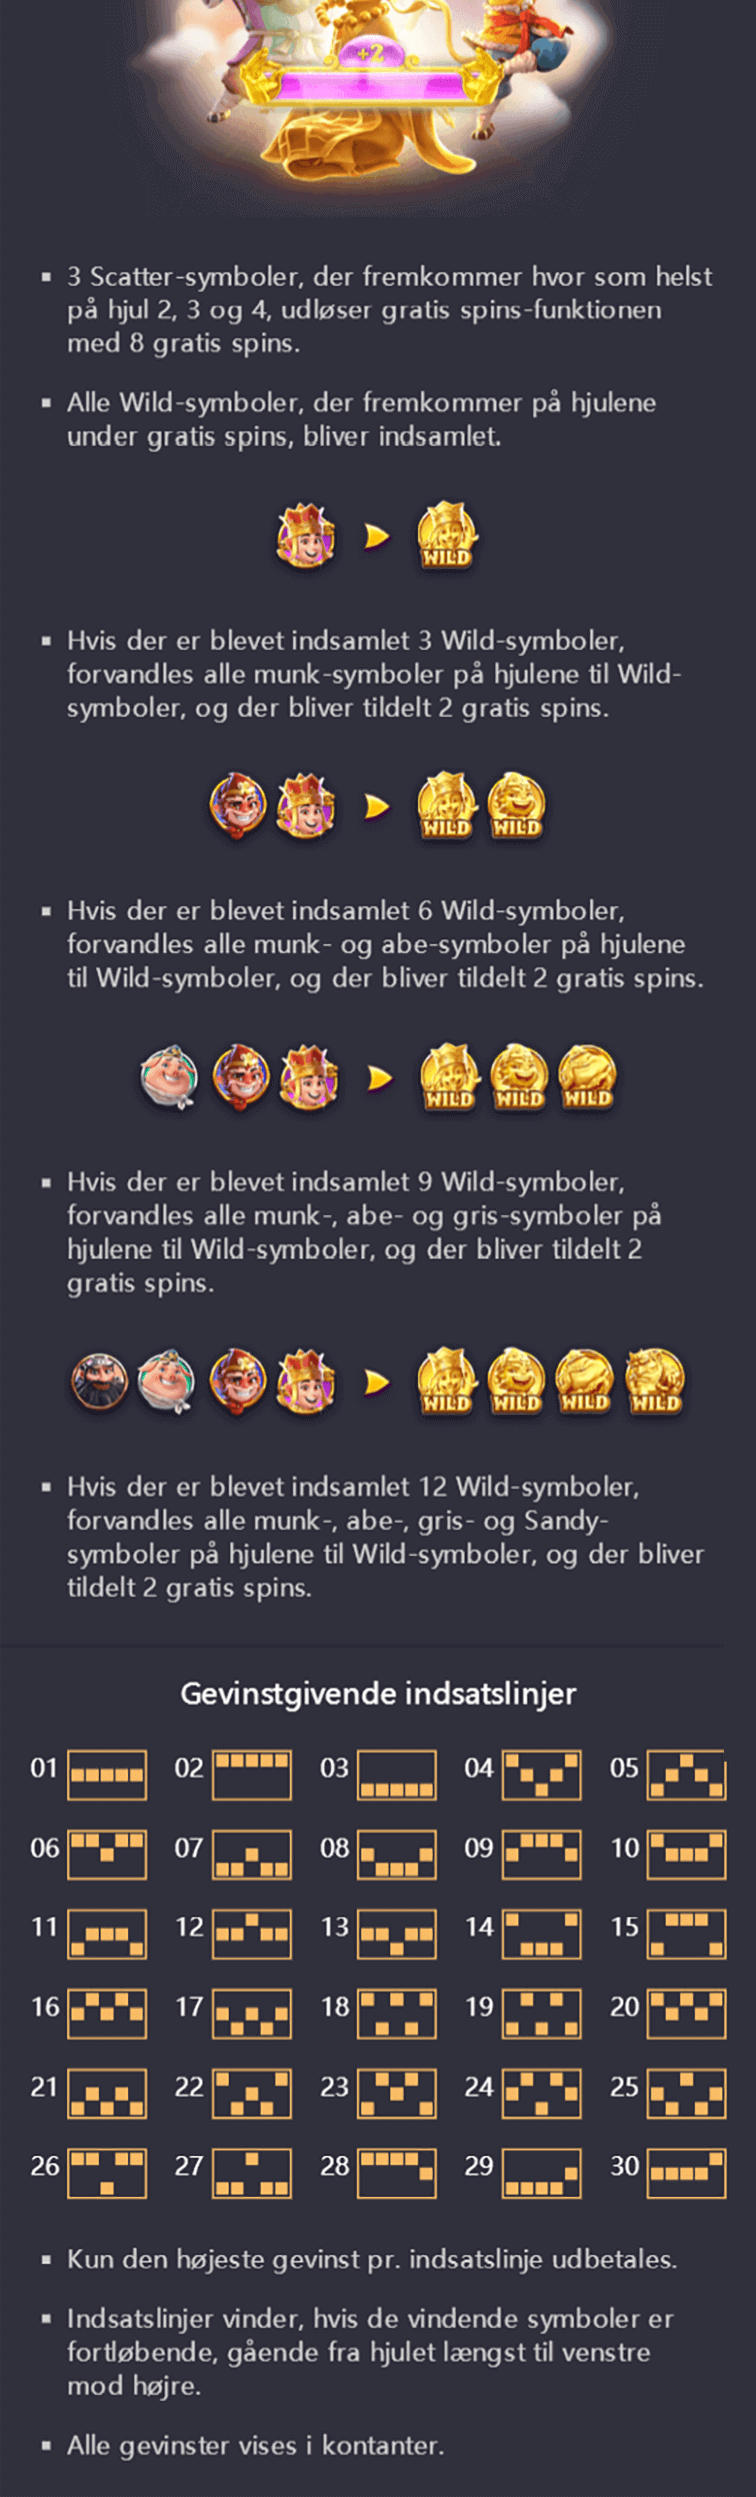 +2
3 Scatter-symboler, der fremkommer hvor som helst
på hjul 2, 3 og 4, udløser gratis spins-funktionen
med 8 gratis spins.
Alle Wild-symboler, der fremkommer på hjulene
under gratis spins, bliver indsamlet.
WILD
Hvis der er blevet indsamlet 3 Wild-symboler,
forvandles alle munk-symboler på hjulene til Wild-
symboler, og der bliver tildelt 2 gratis spins.
WILD WILD
Hvis der er blevet indsamlet 6 Wild-symboler,
forvandles alle munk- og abe-symboler på hjulene
til Wild-symboler, og der bliver tildelt 2 gratis spins.
WILD WILD WILD
Hvis der er blevet indsamlet 9 Wild-symboler,
forvandles alle munk-, abe- og gris-symboler på
hjulene til Wild-symboler, og der bliver tildelt 2
gratis spins.
WILD WILD WILD WILD
Hvis der er blevet indsamlet 12 Wild-symboler,
forvandles alle munk-, abe-, gris- og Sandy-
symboler på hjulene til Wild-symboler, og der bliver
tildelt 2 gratis spins.
Gevinstgivende indsatslinjer
01 02 03 04 05
06 07 08 09 10
11 12 13 14 15
16 17 18 19 20
21 22 23 24 25
26 27 28 29 30
Kun den højeste gevinst pr. indsatslinje udbetales.
Indsatslinjer vinder, hvis de vindende symboler er
fortløbende, gående fra hjulet længst til venstre
mod højre.
Alle gevinster vises i kontanter.